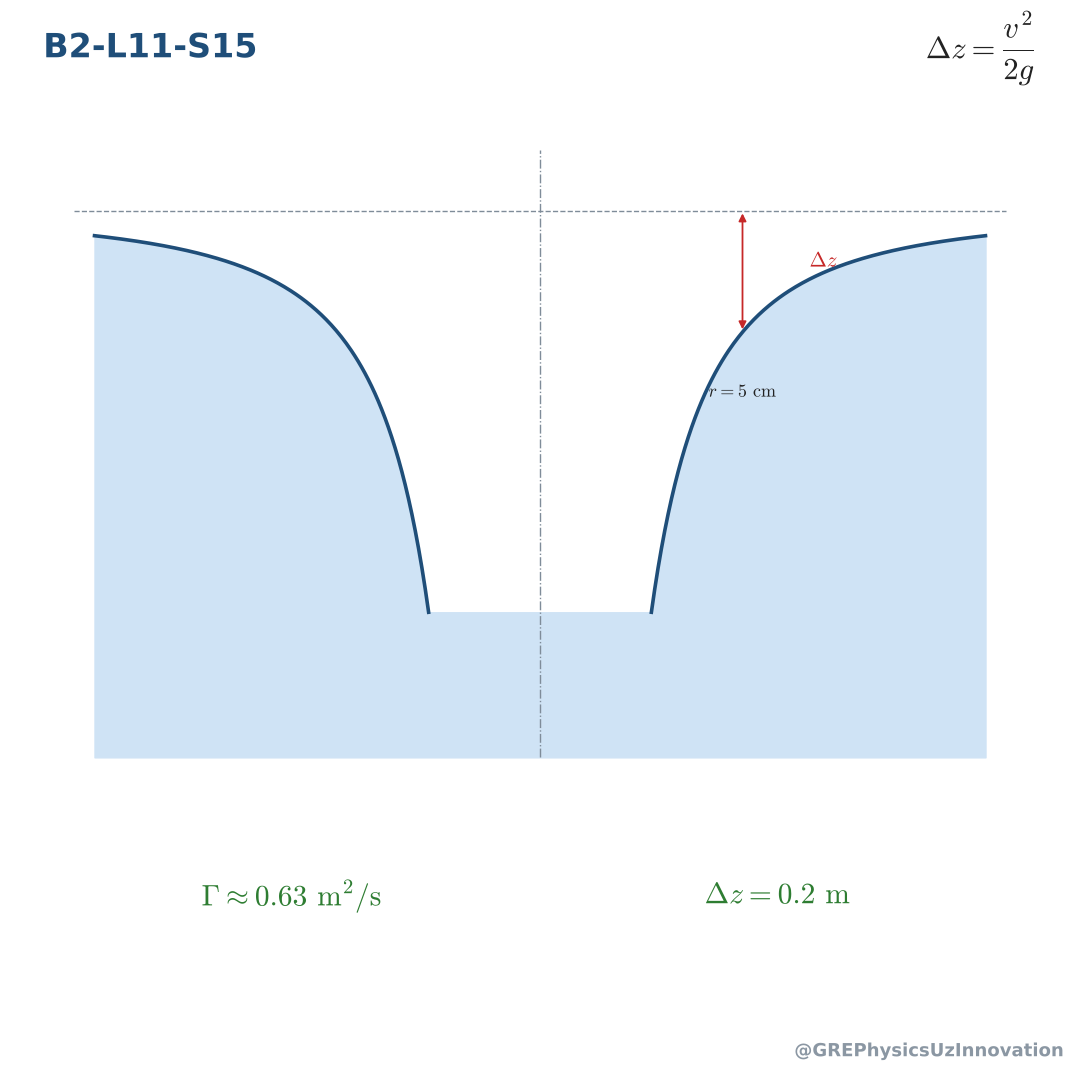 B2-L11-S15
Δz = v²/2g
Δz
r = 5 cm
Γ ≈ 0.63 m²/s
Δz = 0.2 m
@GREPhysicsUzInnovation